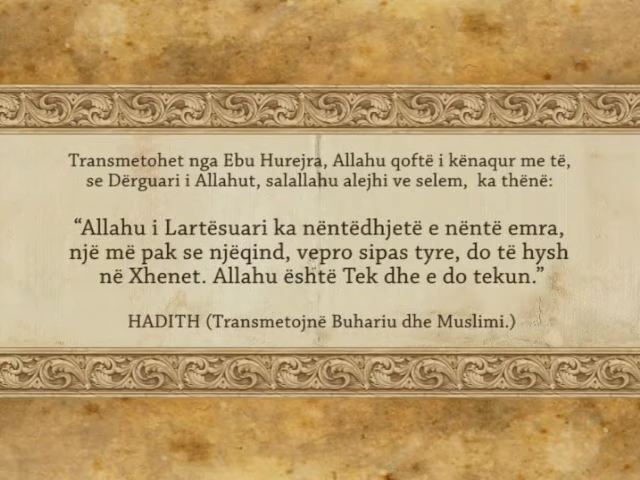 Transmetohet nga Ebu Hurejra, Allahu qoftë i kënaqur me të,
se Dërguari i Allahut, salallahu alejhi ve selem, ka thënë:
“Allahu i Lartësuari ka nëntëdhjetë e nëntë emra,
një më pak se njëqind, vepro sipas tyre, do të hysh
në Xhenet. Allahu është Tek dhe e do tekun.”
HADITH (Transmetojnë Buhariu dhe Muslimi.)